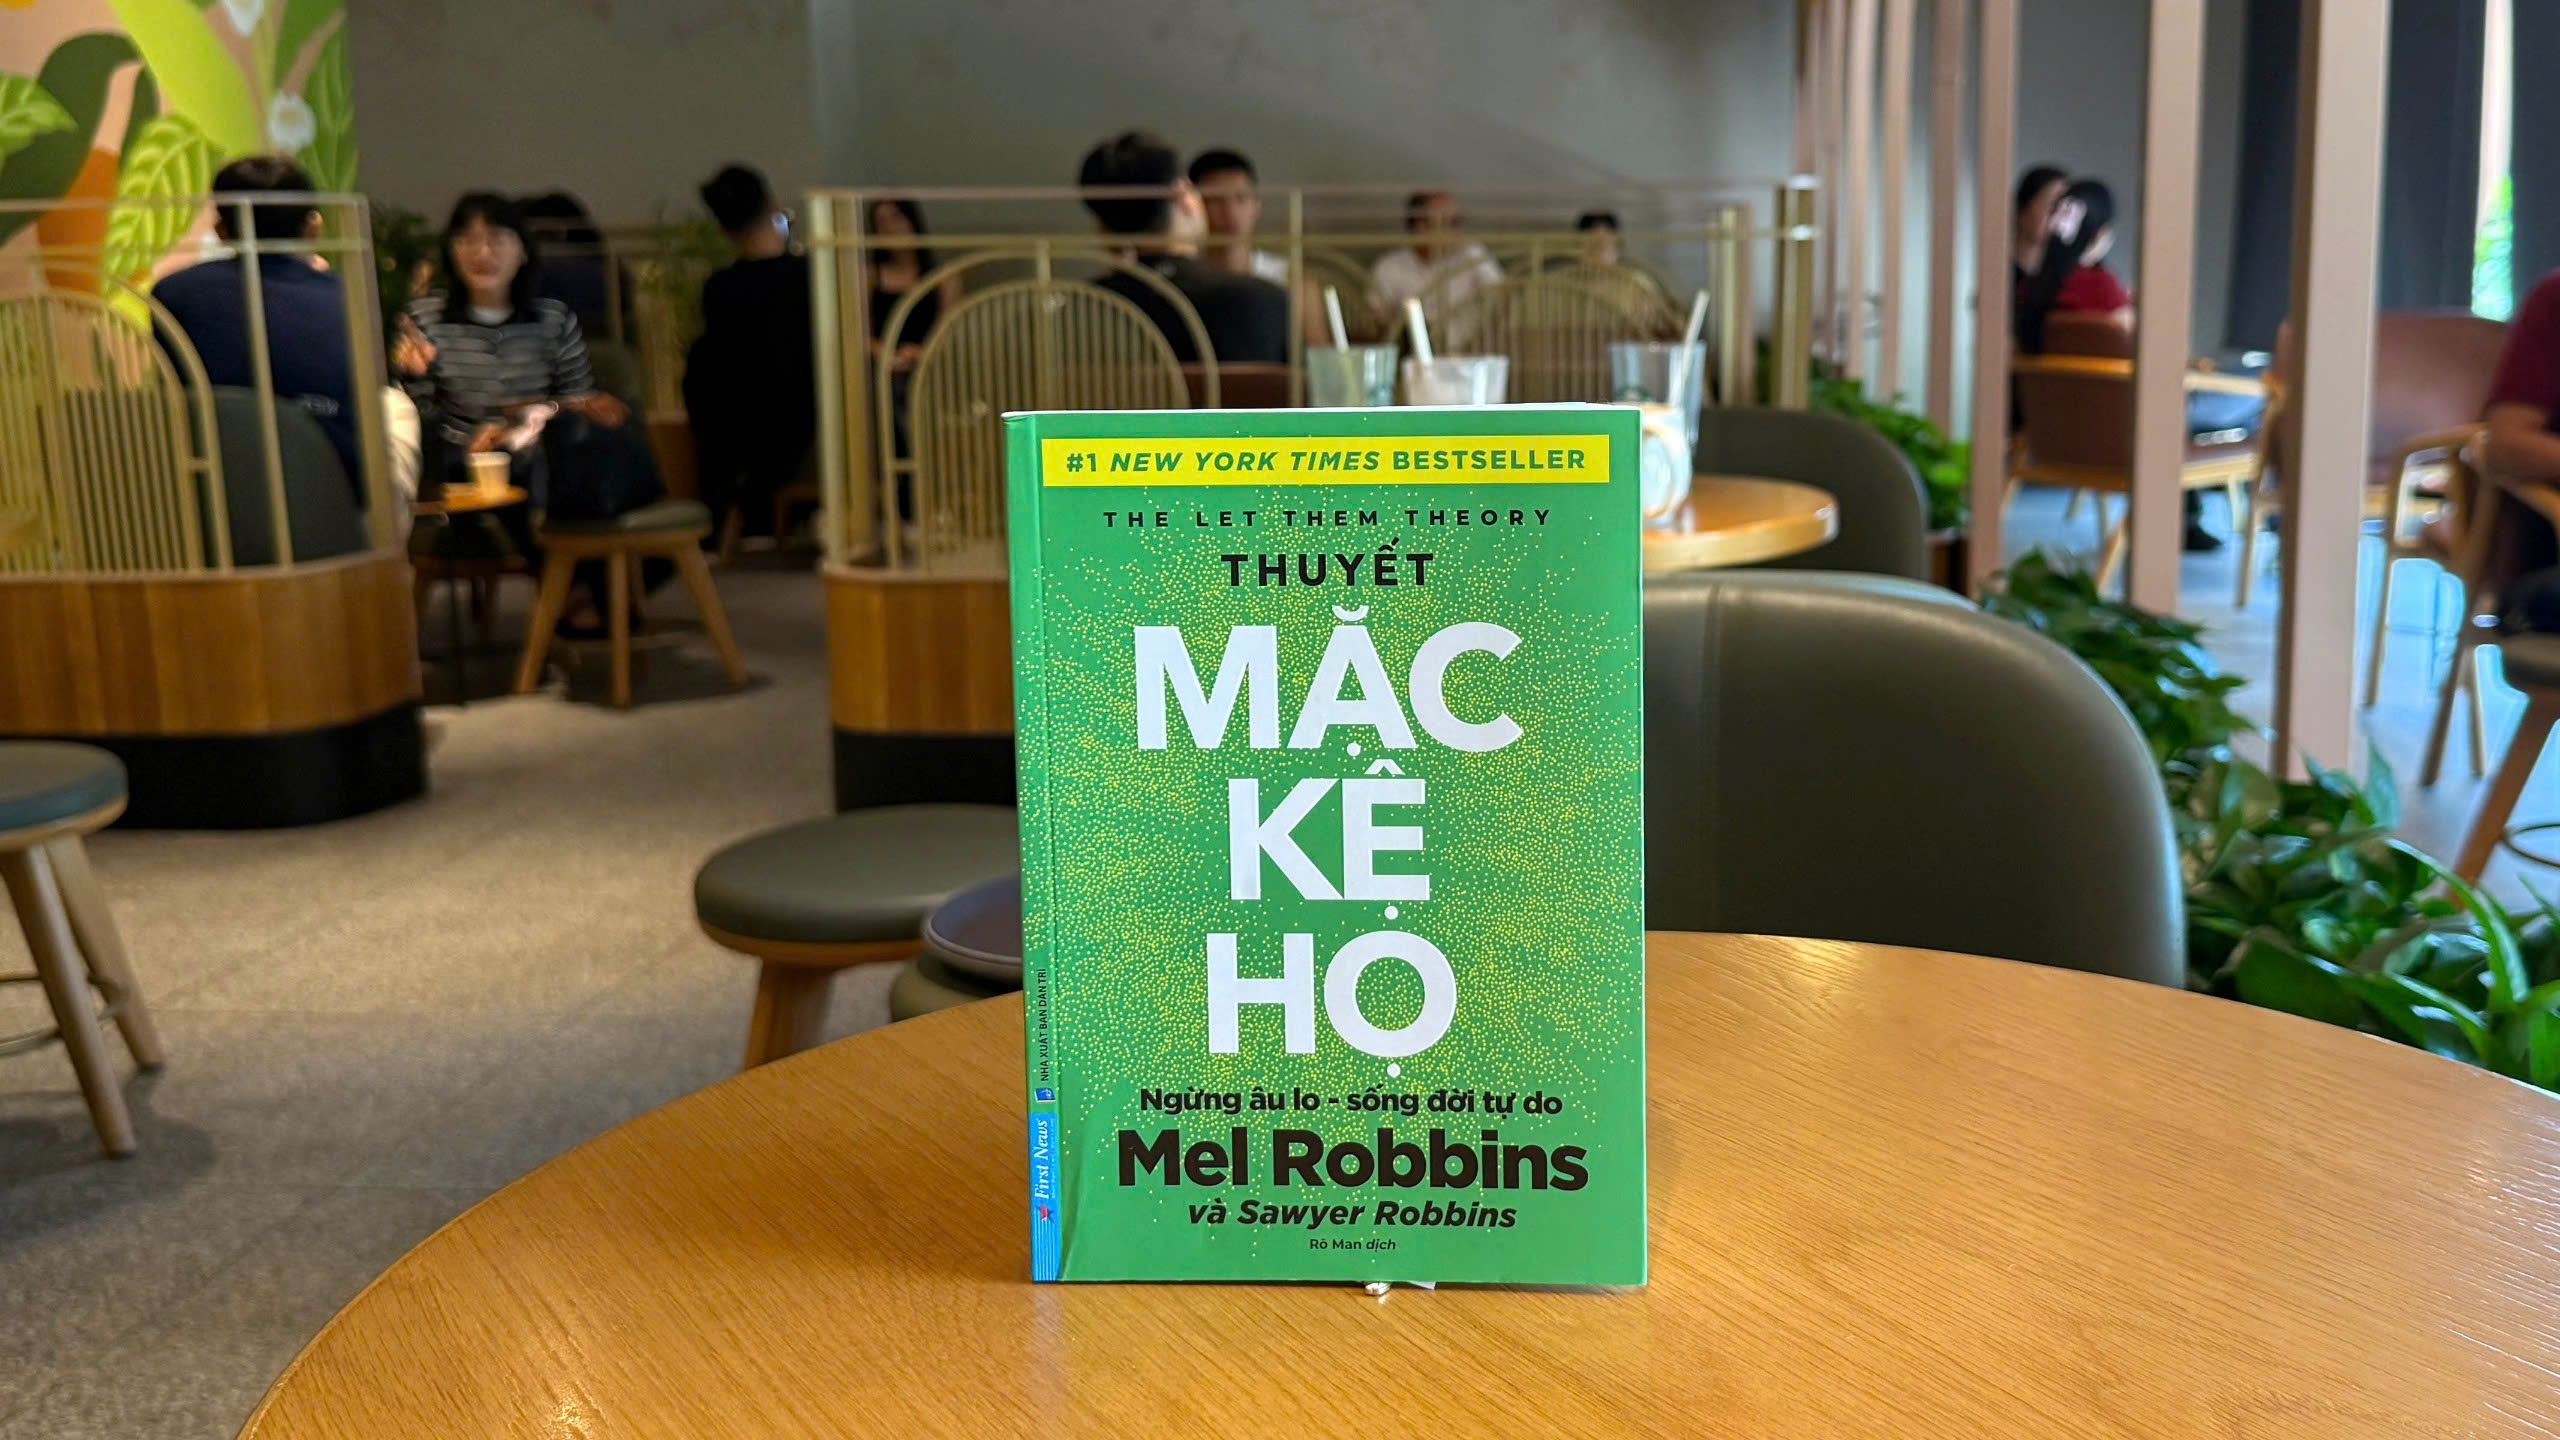 #1 NEW YORK TIMES BESTSELLER
THE LET THEM THEORY
THUYẾT
MẶC
KỆ
HỌ
Ngừng âu lo - sống đời tự do
Mel Robbins
và Sawyer Robbins
Rô Man dịch
NHÀ XUẤT BẢN DÂN TRÍ
First News